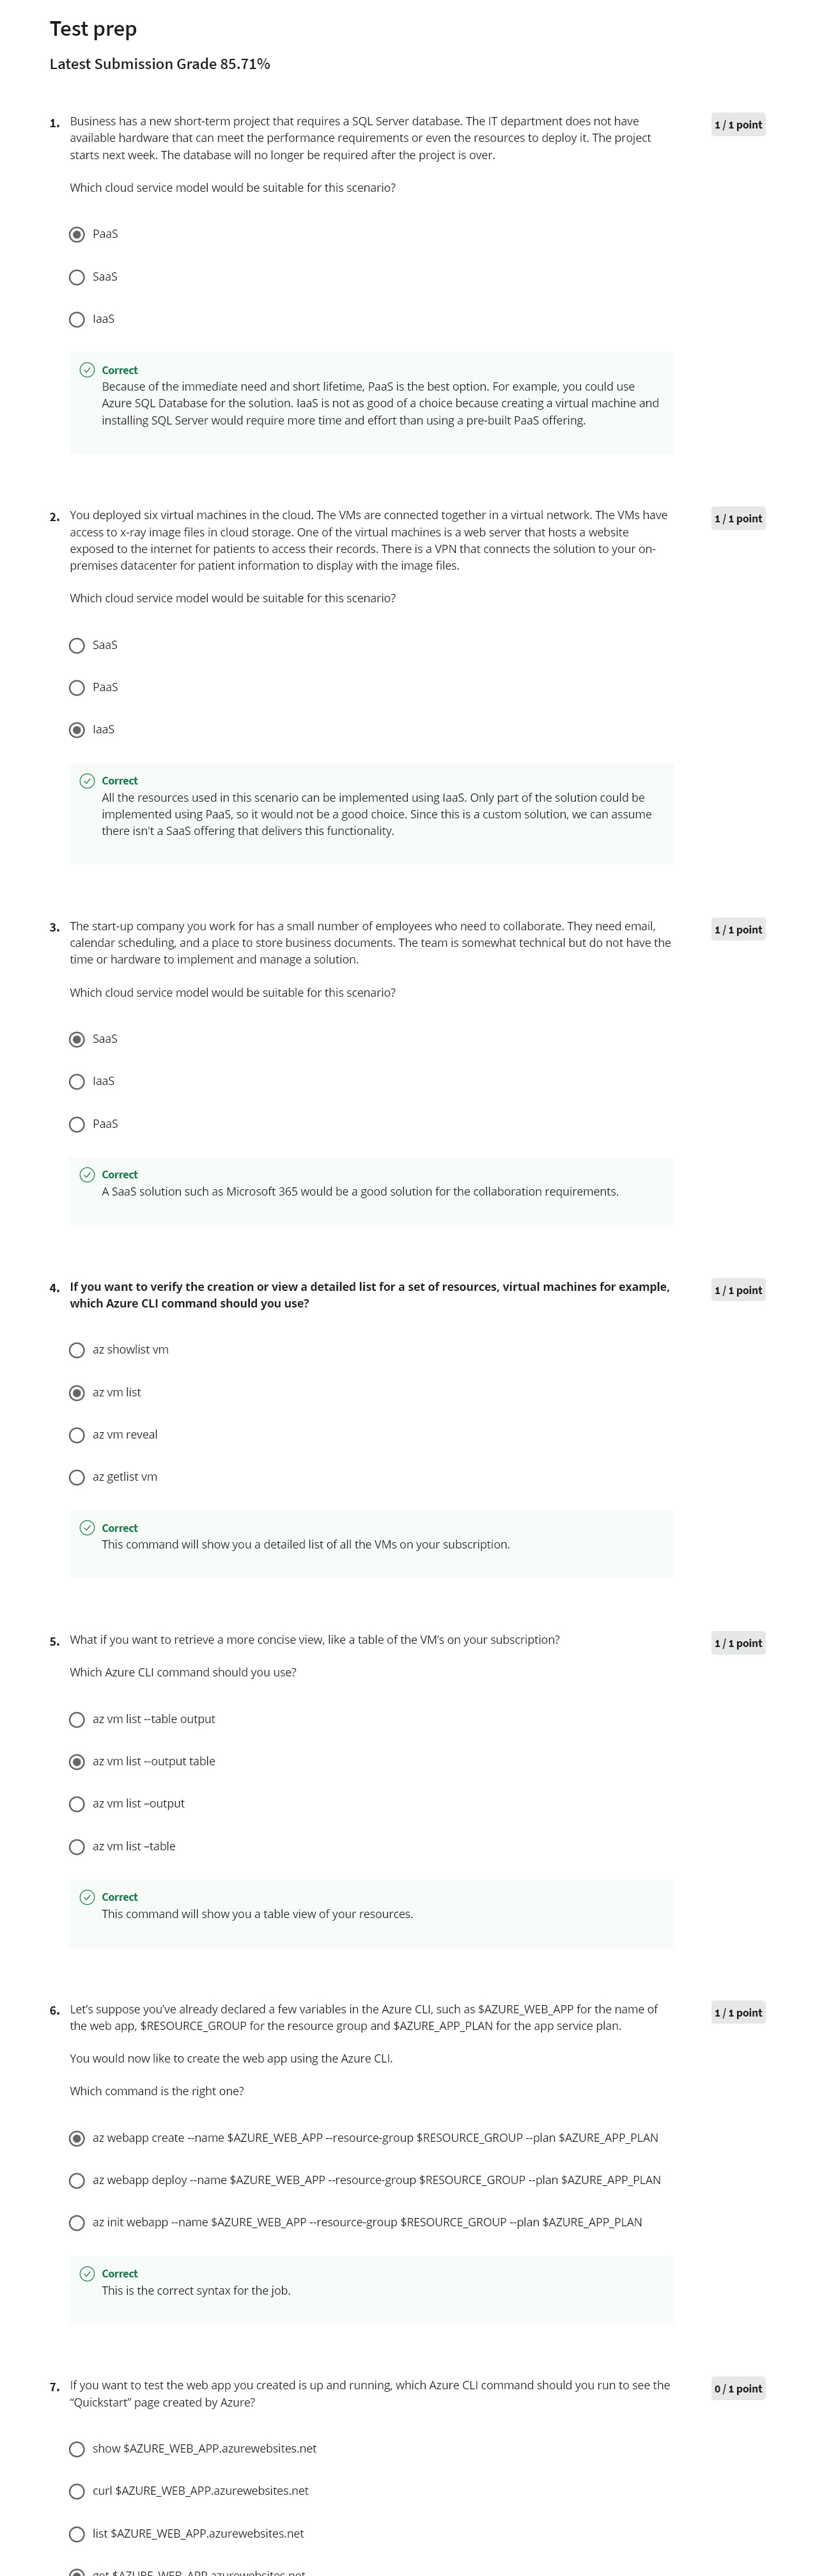 Test prep
Latest Submission Grade 85.71%
1. Business has a new short-term project that requires a SQL Server database. The IT department does not have
available hardware that can meet the performance requirements or even the resources to deploy it. The project
starts next week. The database will no longer be required after the project is over.
1 / 1 point
Which cloud service model would be suitable for this scenario?
PaaS
SaaS
IaaS
Correct
Because of the immediate need and short lifetime, PaaS is the best option. For example, you could use
Azure SQL Database for the solution. IaaS is not as good of a choice because creating a virtual machine and
installing SQL Server would require more time and effort than using a pre-built PaaS offering.
2. You deployed six virtual machines in the cloud. The VMs are connected together in a virtual network. The VMs have
access to x-ray image files in cloud storage. One of the virtual machines is a web server that hosts a website
exposed to the internet for patients to access their records. There is a VPN that connects the solution to your on-
premises datacenter for patient information to display with the image files.
1 / 1 point
Which cloud service model would be suitable for this scenario?
SaaS
PaaS
IaaS
Correct
All the resources used in this scenario can be implemented using IaaS. Only part of the solution could be
implemented using PaaS, so it would not be a good choice. Since this is a custom solution, we can assume
there isn't a SaaS offering that delivers this functionality.
3. The start-up company you work for has a small number of employees who need to collaborate. They need email,
calendar scheduling, and a place to store business documents. The team is somewhat technical but do not have the
time or hardware to implement and manage a solution.
1 / 1 point
Which cloud service model would be suitable for this scenario?
SaaS
IaaS
PaaS
Correct
A SaaS solution such as Microsoft 365 would be a good solution for the collaboration requirements.
4. If you want to verify the creation or view a detailed list for a set of resources, virtual machines for example,
which Azure CLI command should you use?
1 / 1 point
az showlist vm
az vm list
az vm reveal
az getlist vm
Correct
This command will show you a detailed list of all the VMs on your subscription.
5. What if you want to retrieve a more concise view, like a table of the VM’s on your subscription?
1 / 1 point
Which Azure CLI command should you use?
az vm list --table output
az vm list --output table
az vm list –output
az vm list –table
Correct
This command will show you a table view of your resources.
6. Let’s suppose you’ve already declared a few variables in the Azure CLI, such as $AZURE_WEB_APP for the name of
the web app, $RESOURCE_GROUP for the resource group and $AZURE_APP_PLAN for the app service plan.
1 / 1 point
You would now like to create the web app using the Azure CLI.
Which command is the right one?
az webapp create --name $AZURE_WEB_APP --resource-group $RESOURCE_GROUP --plan $AZURE_APP_PLAN
az webapp deploy --name $AZURE_WEB_APP --resource-group $RESOURCE_GROUP --plan $AZURE_APP_PLAN
az init webapp --name $AZURE_WEB_APP --resource-group $RESOURCE_GROUP --plan $AZURE_APP_PLAN
Correct
This is the correct syntax for the job.
7. If you want to test the web app you created is up and running, which Azure CLI command should you run to see the
“Quickstart” page created by Azure?
0 / 1 point
show $AZURE_WEB_APP.azurewebsites.net
curl $AZURE_WEB_APP.azurewebsites.net
list $AZURE_WEB_APP.azurewebsites.net
get $AZURE_WEB_APP.azurewebsites.net